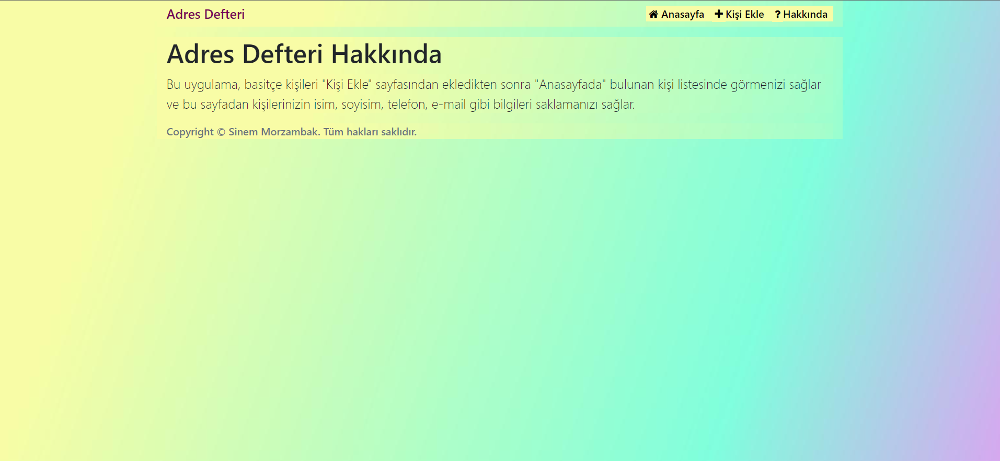 Adres Defteri
Anasayfa Kişi Ekle ? Hakkında
Adres Defteri Hakkında
Bu uygulama, basitçe kişileri "Kişi Ekle" sayfasından ekledikten sonra "Anasayfada" bulunan kişi listesinde görmenizi sağlar
ve bu sayfadan kişilerinizin isim, soyisim, telefon, e-mail gibi bilgileri saklamanızı sağlar.
Copyright © Sinem Morzambak. Tüm hakları saklıdır.